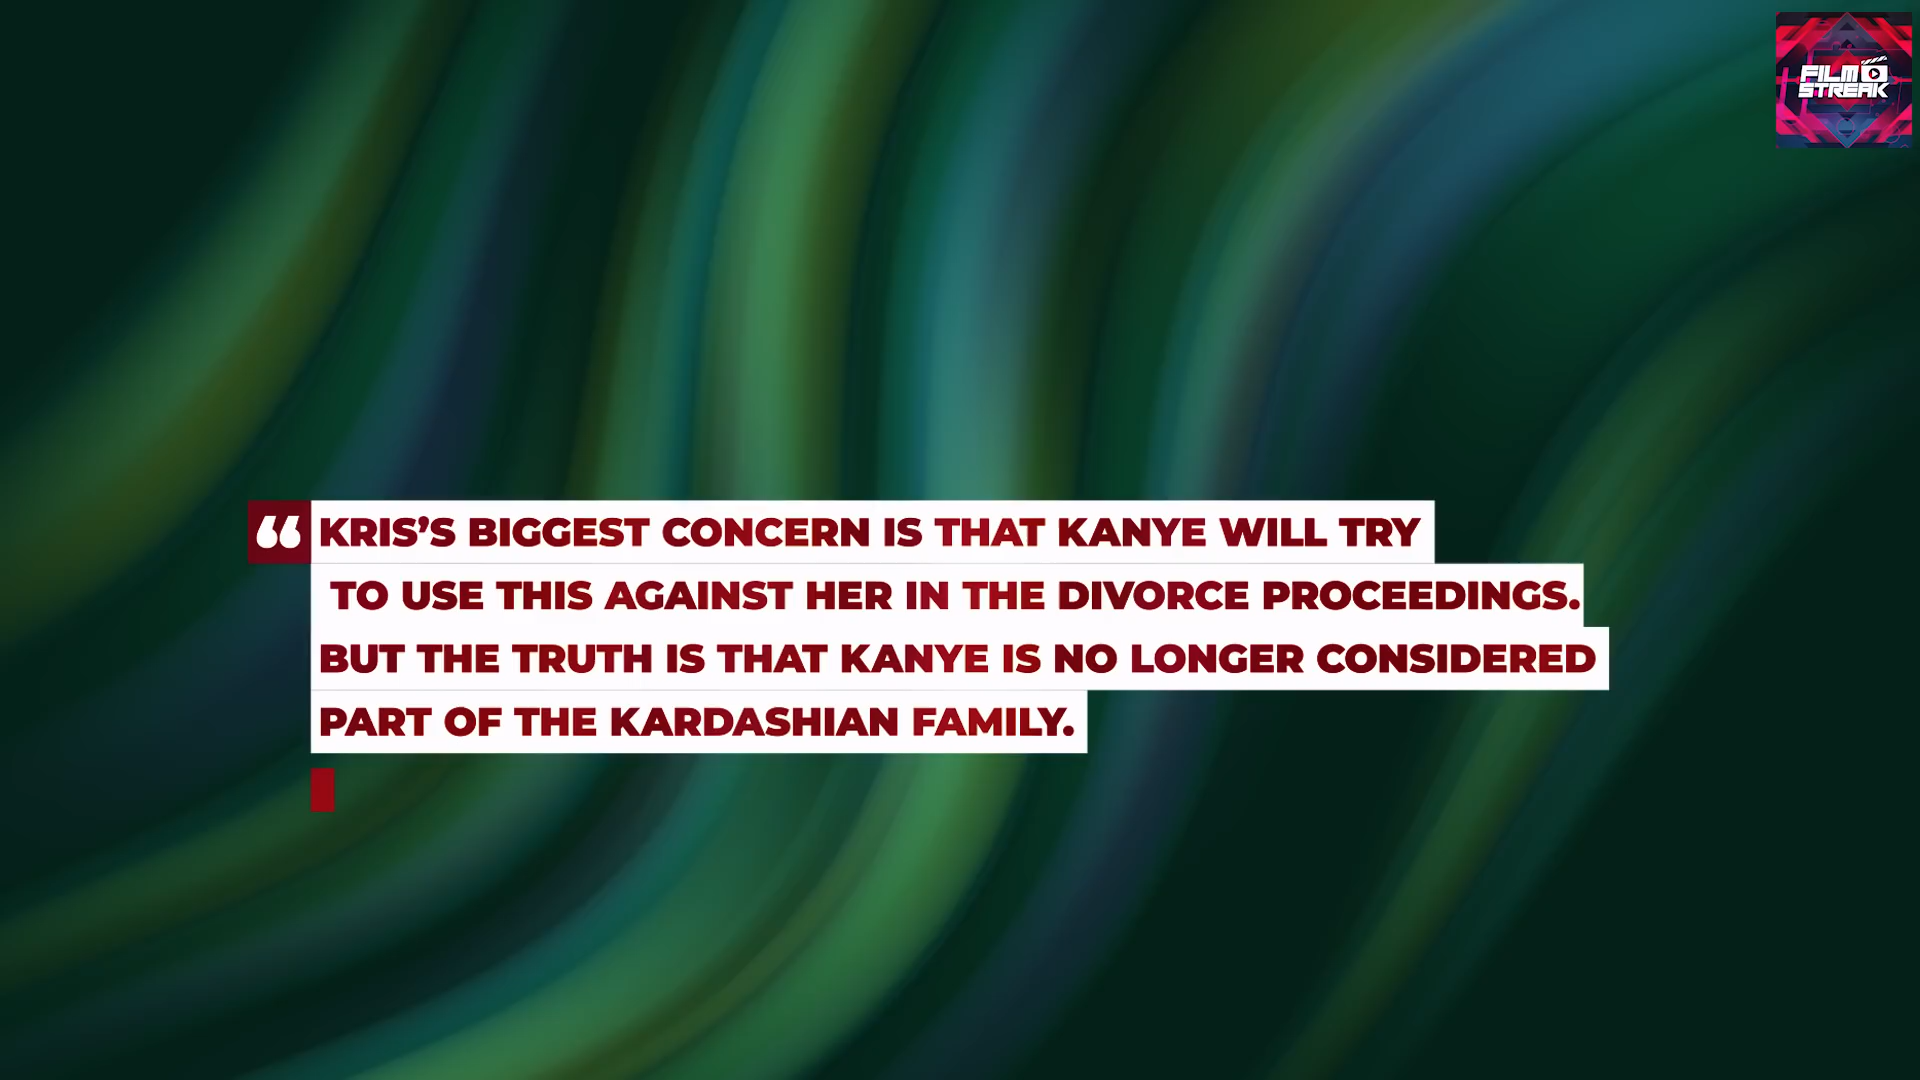 FILM
STREAK
“KRIS’S BIGGEST CONCERN IS THAT KANYE WILL TRY
TO USE THIS AGAINST HER IN THE DIVORCE PROCEEDINGS.
BUT THE TRUTH IS THAT KANYE IS NO LONGER CONSIDERED
PART OF THE KARDASHIAN FAMILY.